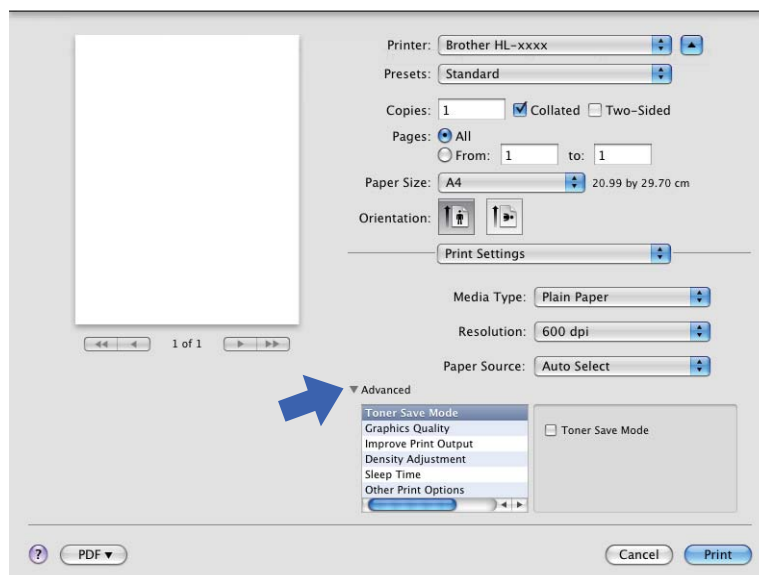 Printer: Brother HL-xxxx
Presets: Standard
Copies: 1 Collated Two-Sided
Pages: All
From: 1 to: 1
Paper Size: A4 20.99 by 29.70 cm
Orientation:
Print Settings
Media Type: Plain Paper
Resolution: 600 dpi
1 of 1
Paper Source: Auto Select
Advanced
Toner Save Mode
Graphics Quality
Improve Print Output
Density Adjustment
Sleep Time
Other Print Options
Toner Save Mode
? PDF Cancel Print